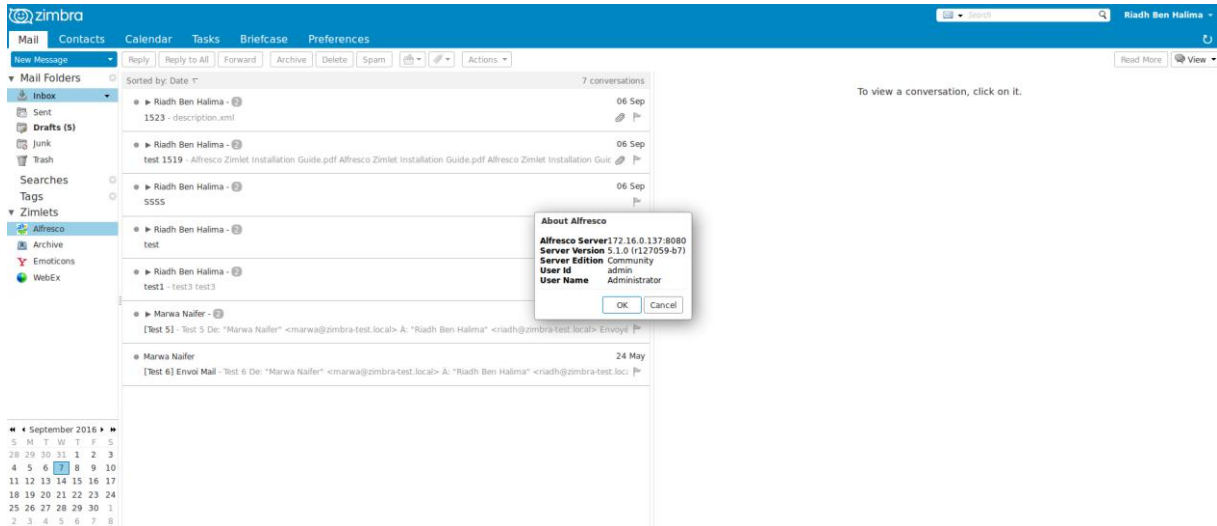 zimbra
Search
Riadh Ben Halima
Mail Contacts Calendar Tasks Briefcase Preferences
New Message
Reply Reply to All Forward Archive Delete Spam Actions
Read More View
Mail Folders
Inbox
Sent
Drafts (5)
Junk
Trash
Searches
Tags
Zimlets
Alfresco
Archive
Emoticons
WebEx
Sorted by: Date 7 conversations
Riadh Ben Halima - 2 06 Sep
1523 - description.xml
Riadh Ben Halima - 2 06 Sep
test 1519 - Alfresco Zimlet Installation Guide.pdf Alfresco Zimlet Installation Guide.pdf Alfresco Zimlet Installation Guic
Riadh Ben Halima - 2 06 Sep
ssss
Riadh Ben Halima - 2
test
Riadh Ben Halima - 2
test1 - test3 test3
Marwa Naifer - 2
[Test 5] - Test 5 De: "Marwa Naifer" <marwa@zimbra-test.local> À: "Riadh Ben Halima" <riadh@zimbra-test.local> Envoyé
Marwa Naifer 24 May
[Test 6] Envoi Mail - Test 6 De: "Marwa Naifer" <marwa@zimbra-test.local> À: "Riadh Ben Halima" <riadh@zimbra-test.loc
To view a conversation, click on it.
About Alfresco
Alfresco Server 172.16.0.137:8080
Server Version 5.1.0 (r127059-b7)
Server Edition Community
User Id admin
User Name Administrator
OK Cancel
September 2016
S M T W T F S
28 29 30 31 1 2 3
4 5 6 7 8 9 10
11 12 13 14 15 16 17
18 19 20 21 22 23 24
25 26 27 28 29 30 1
2 3 4 5 6 7 8